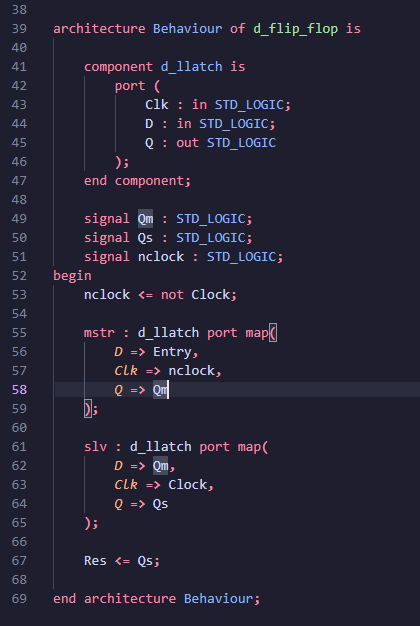 38
39 architecture Behaviour of d_flip_flop is
40
41 component d_llatch is
42 port (
43 Clk : in STD_LOGIC;
44 D : in STD_LOGIC;
45 Q : out STD_LOGIC
46 );
47 end component;
48
49 signal Qm : STD_LOGIC;
50 signal Qs : STD_LOGIC;
51 signal nclock : STD_LOGIC;
52 begin
53 nclock <= not Clock;
54
55 mstr : d_llatch port map(
56 D => Entry,
57 Clk => nclock,
58 Q => Qm
59 );
60
61 slv : d_llatch port map(
62 D => Qm,
63 Clk => Clock,
64 Q => Qs
65 );
66
67 Res <= Qs;
68
69 end architecture Behaviour;